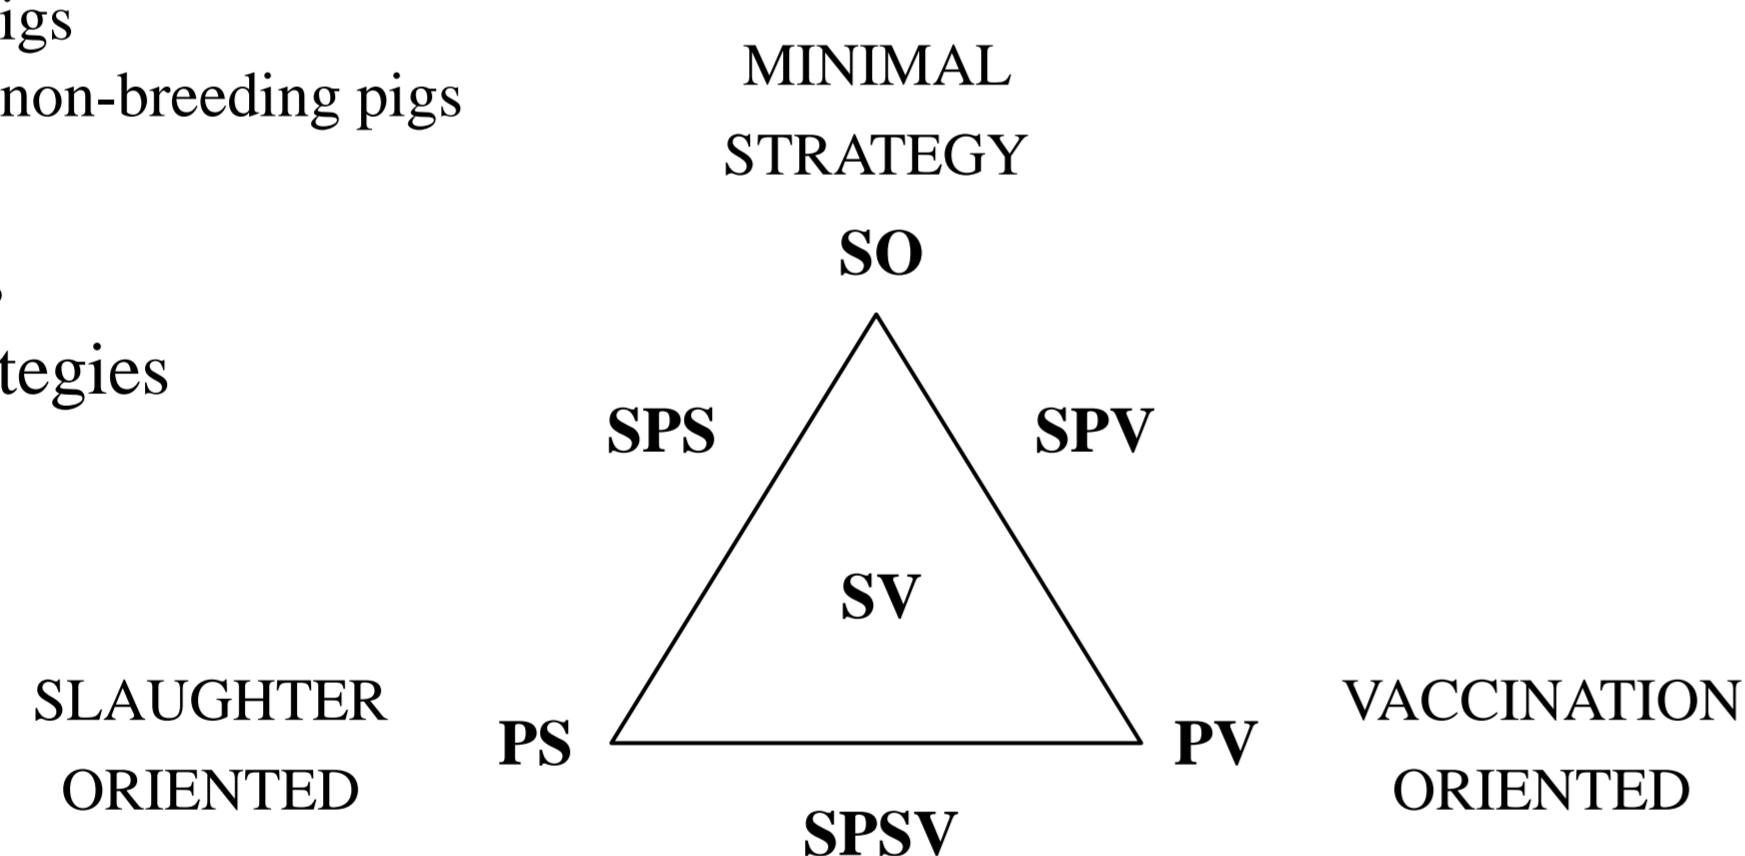 igs
non-breeding pigs
tegies
MINIMAL
STRATEGY
SO
SPS
SPV
SV
SLAUGHTER
ORIENTED
PS
PV
VACCINATION
ORIENTED
SPSV